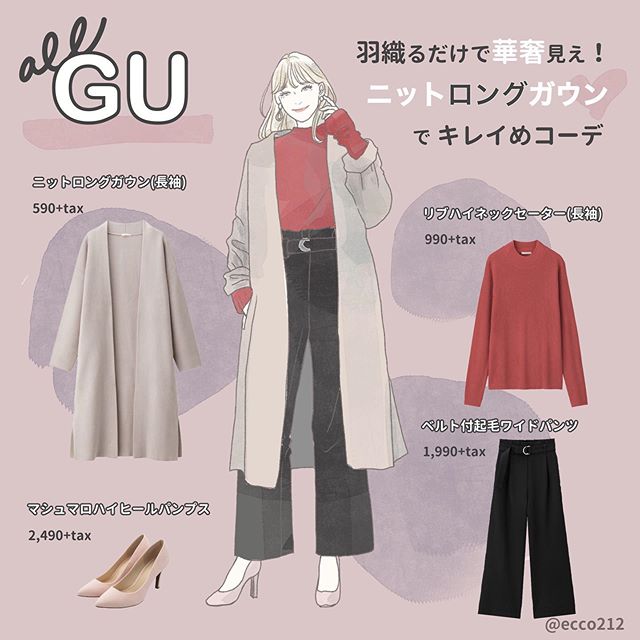 all
GU
羽織るだけで華奢見え！
ニットロングガウン
で キレイめコーデ
ニットロングガウン(長袖)
590+tax
リブハイネックセーター(長袖)
990+tax
ベルト付起毛ワイドパンツ
1,990+tax
マシュマロハイヒールパンプス
2,490+tax
@ecco212